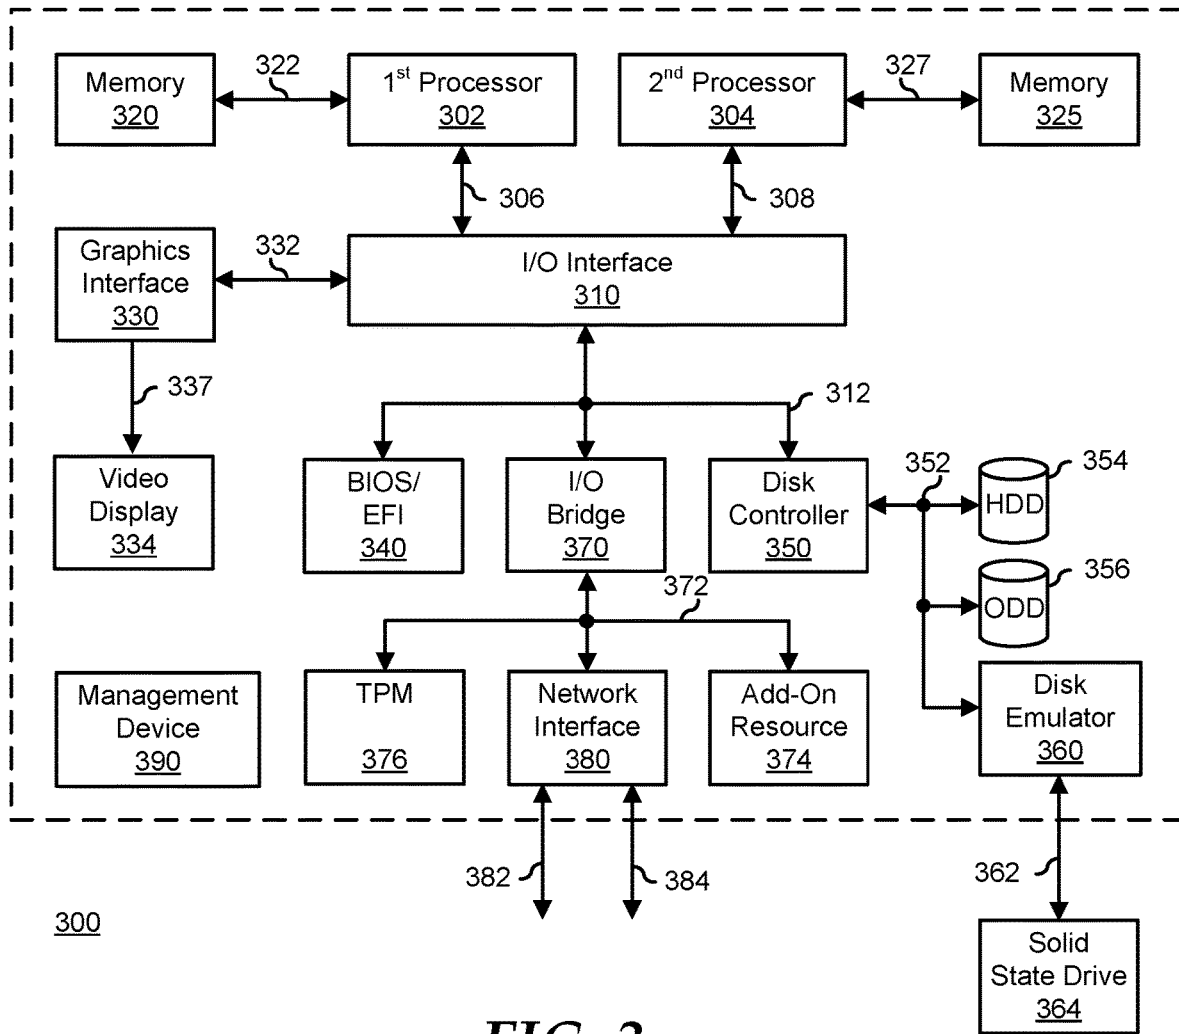 Memory
320
322
1st Processor
302
2nd Processor
304
327
Memory
325
306
308
Graphics
Interface
330
332
I/O Interface
310
337
312
Video
Display
334
BIOS/
EFI
340
I/O
Bridge
370
Disk
Controller
350
352
HDD
354
ODD
356
372
Management
Device
390
TPM
376
Network
Interface
380
Add-On
Resource
374
Disk
Emulator
360
382
384
362
300
Solid
State Drive
364